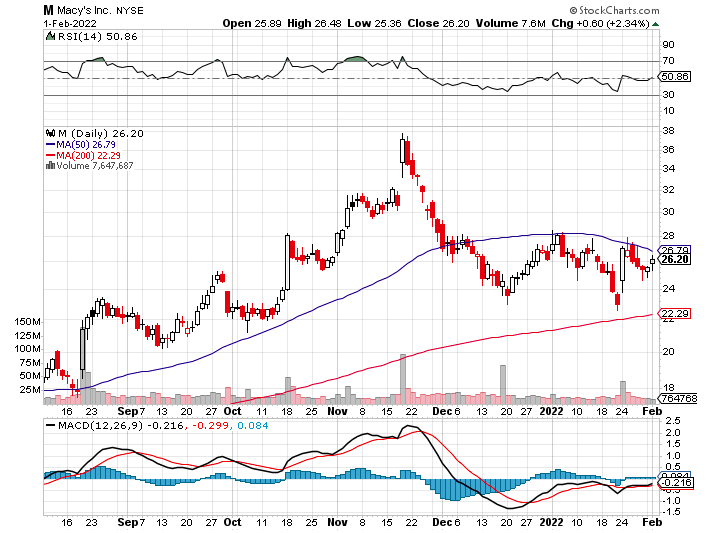 M Macy's Inc. NYSE
© StockCharts.com
1-Feb-2022
Open 25.89 High 26.48 Low 25.36 Close 26.20 Volume 7.6M Chg +0.60 (+2.34%)
RSI(14) 50.86
90
70
50.86
30
10
M (Daily) 26.20
MA(50) 26.79
MA(200) 22.29
Volume 7,647,687
38
36
34
32
30
28
26.79
26.20
24
22.29
22
20
18
150M
125M
100M
75M
50M
25M
764768
16 23 Sep 7 13 20 27 Oct 11 18 25 Nov 8 15 22 Dec 6 13 20 27 2022 10 18 24 Feb
MACD(12,26,9) -0.216, -0.299, 0.084
2.5
2.0
1.5
1.0
0.5
0.084
-0.216
-0.5
-1.0
-1.5
16 23 Sep 7 13 20 27 Oct 11 18 25 Nov 8 15 22 Dec 6 13 20 27 2022 10 18 24 Feb